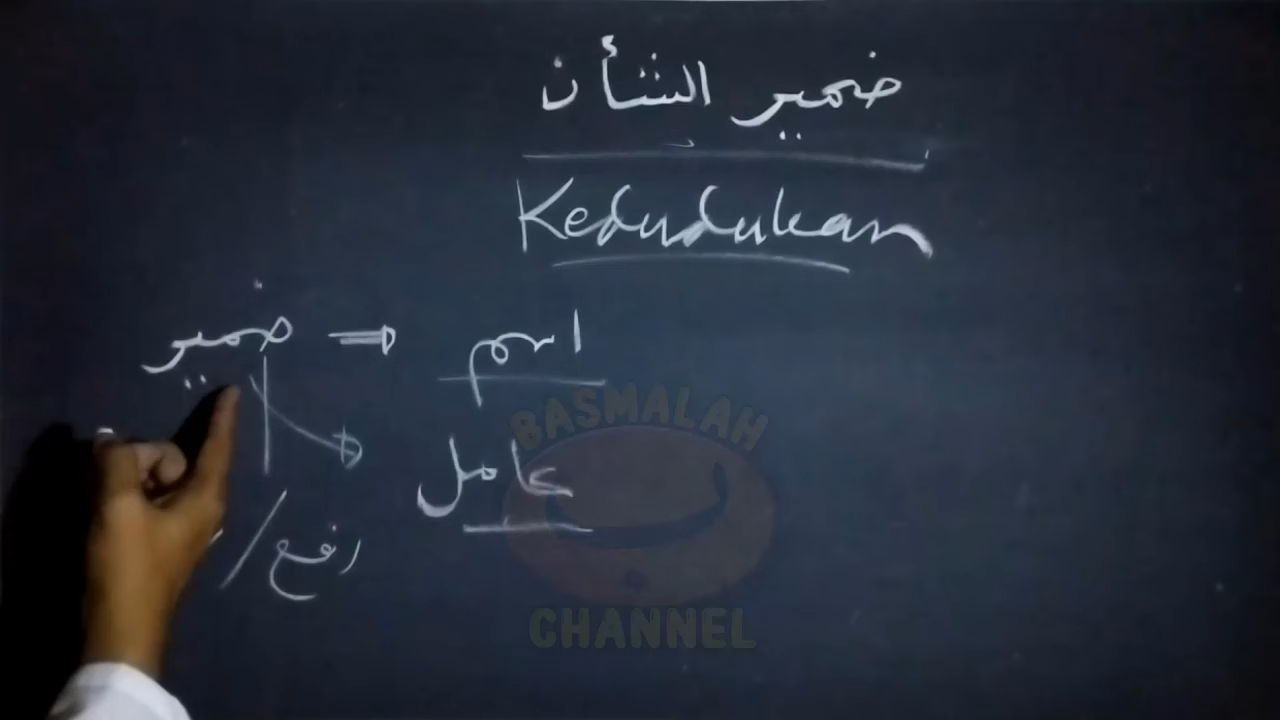 ضمير الشأن
Kedudukan
ضمير ⇒ اسم
عامل
رفع /
BASMALAH
CHANNEL